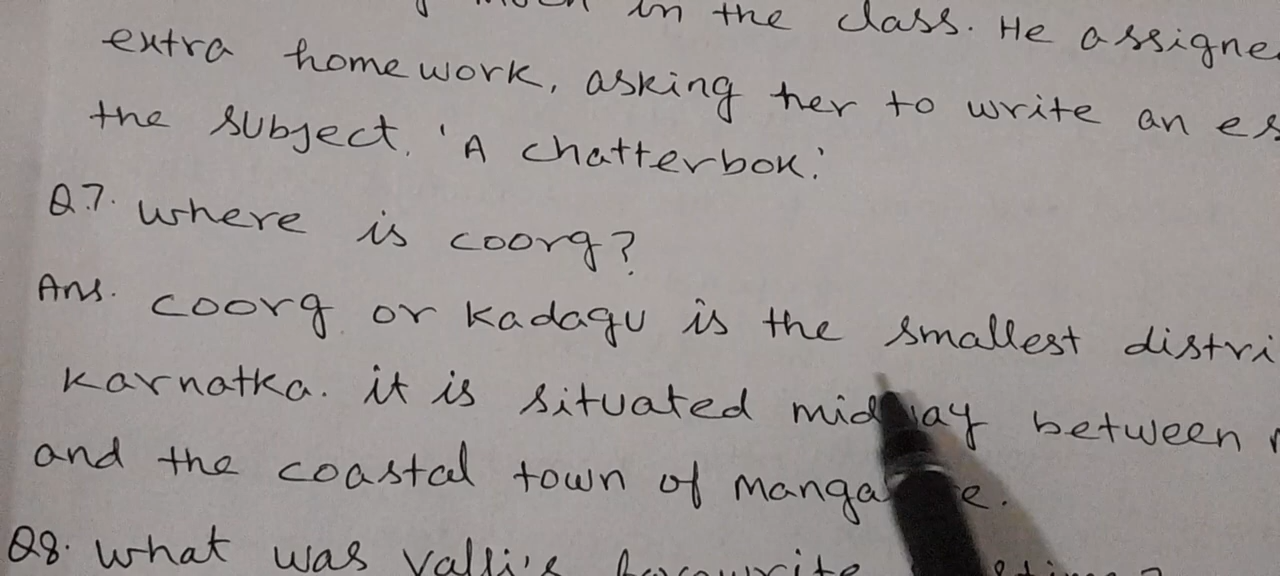 in the class. He assigne
extra homework, asking her to write an es
the subject, 'A chatterbox.'
Q.7. where is coorg?
Ans. coorg or kadagu is the smallest distri
karnatka. it is situated midway between
and the coastal town of
Q8. what was Valli's favourite